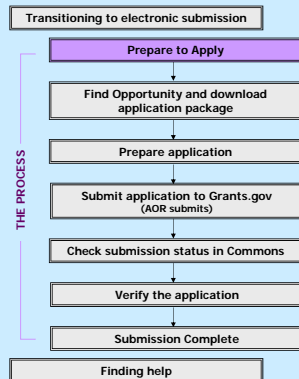 Transitioning to electronic submission
Prepare to Apply
Find Opportunity and download
application package
Prepare application
Submit application to Grants.gov
(AOR submits)
Check submission status in Commons
Verify the application
Submission Complete
THE PROCESS
Finding help